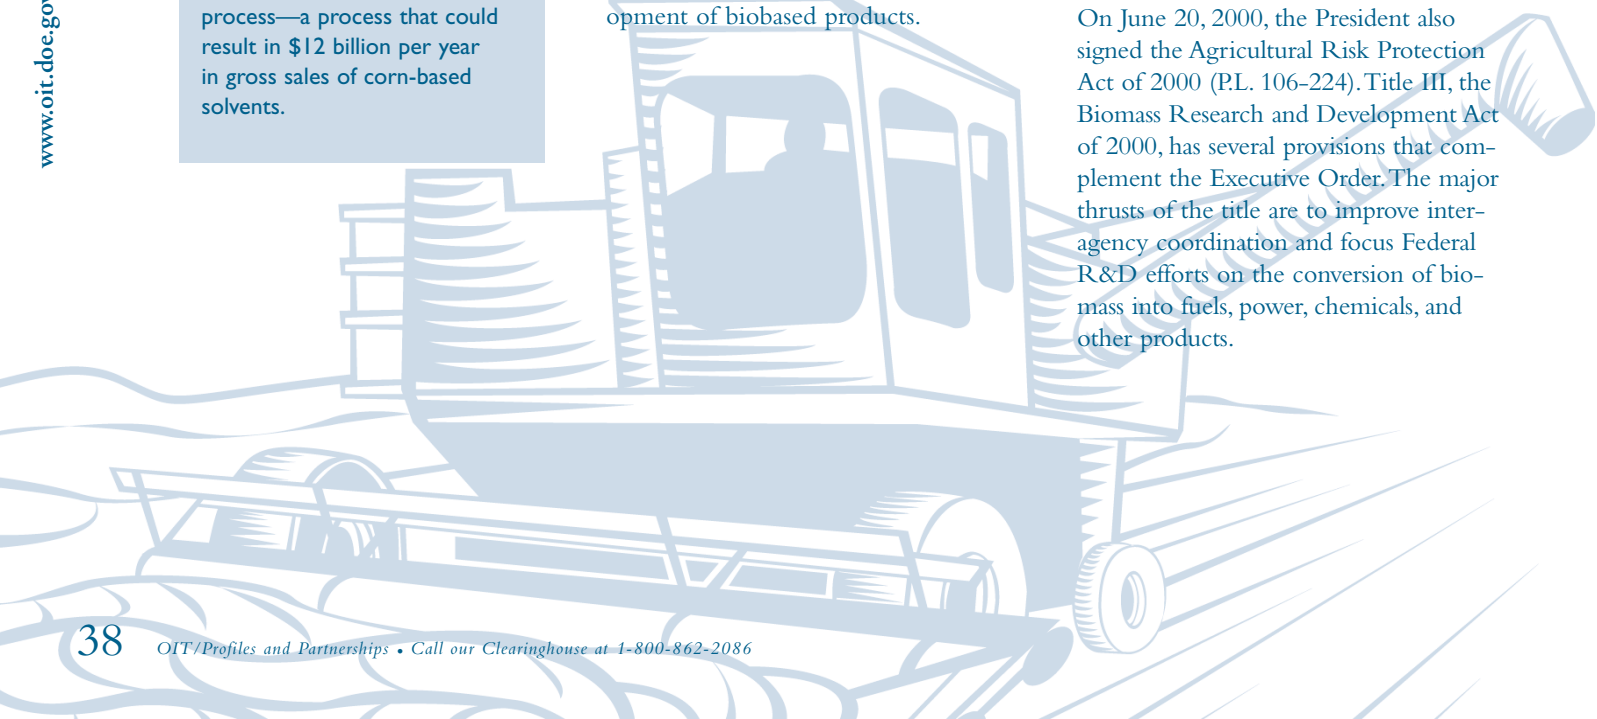 www.oit.doe.gov
process—a process that could
result in $12 billion per year
in gross sales of corn-based
solvents.
opment of biobased products.
On June 20, 2000, the President also
signed the Agricultural Risk Protection
Act of 2000 (P.L. 106-224). Title III, the
Biomass Research and Development Act
of 2000, has several provisions that com-
plement the Executive Order. The major
thrusts of the title are to improve inter-
agency coordination and focus Federal
R&D efforts on the conversion of bio-
mass into fuels, power, chemicals, and
other products.
38 OIT/Profiles and Partnerships • Call our Clearinghouse at 1-800-862-2086